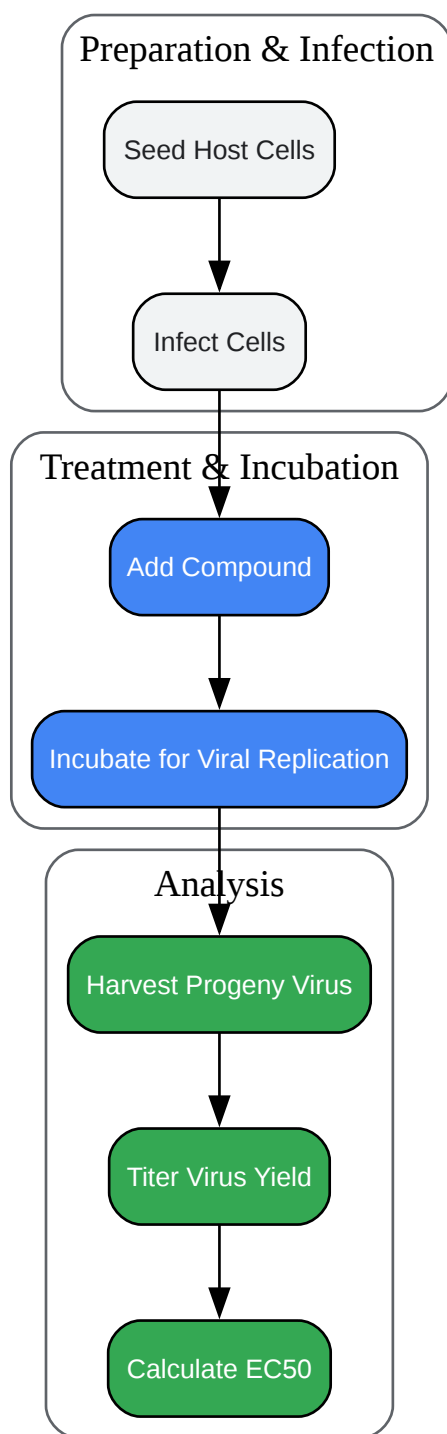 Preparation & Infection
Seed Host Cells
Infect Cells
Treatment & Incubation
Add Compound
Incubate for Viral Replication
Analysis
Harvest Progeny Virus
Titer Virus Yield
Calculate EC50